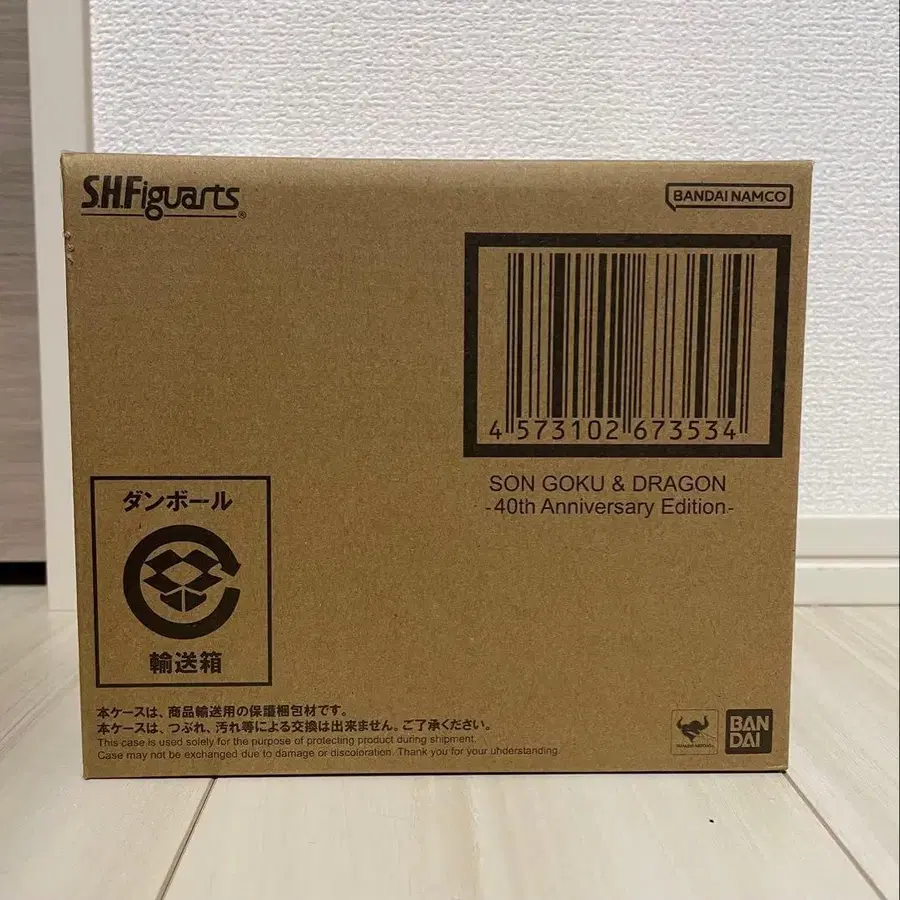 S.H.Figuarts®
BANDAI NAMCO
4 573102 673534
SON GOKU & DRAGON
-40th Anniversary Edition-
ダンボール
輸送箱
本ケースは、商品輸送用の保護梱包材です。
本ケースは、つぶれ、汚れ等による交換は出来ません。ご了承ください。
This case is used solely for the purpose of protecting product during shipment.
Case may not be exchanged due to damage or discoloration. Thank you for your understanding.
BAN
DAI